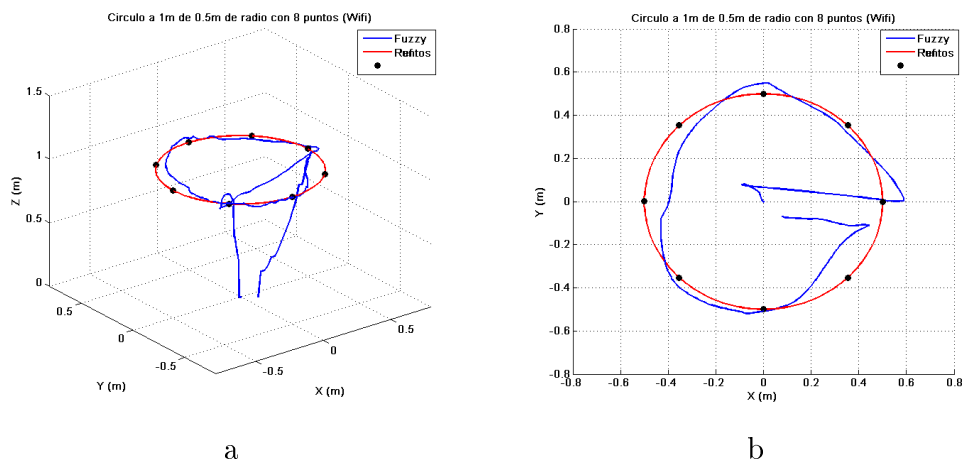 Circulo a 1m de 0.5m de radio con 8 puntos (Wifi)
Fuzzy
1.5
1
0.5
0
Z (m)
0.5
0
-0.5
Y (m)
-0.5
0
0.5
X (m)
a
Circulo a 1m de 0.5m de radio con 8 puntos (Wifi)
Fuzzy
0.8
0.6
0.4
0.2
0
-0.2
-0.4
-0.6
-0.8
Y (m)
-0.8 -0.6 -0.4 -0.2 0 0.2 0.4 0.6 0.8
X (m)
b